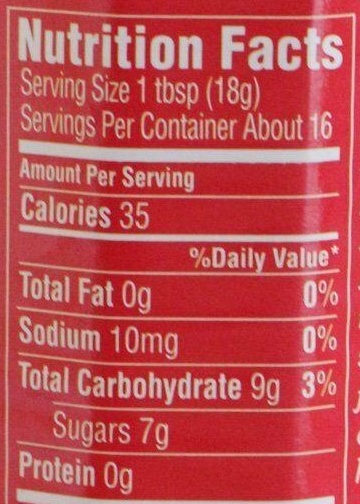 Nutrition Facts
Serving Size 1 tbsp (18g)
Servings Per Container About 16
Amount Per Serving
Calories 35
%Daily Value*
Total Fat 0g 0%
Sodium 10mg 0%
Total Carbohydrate 9g 3%
Sugars 7g
Protein 0g